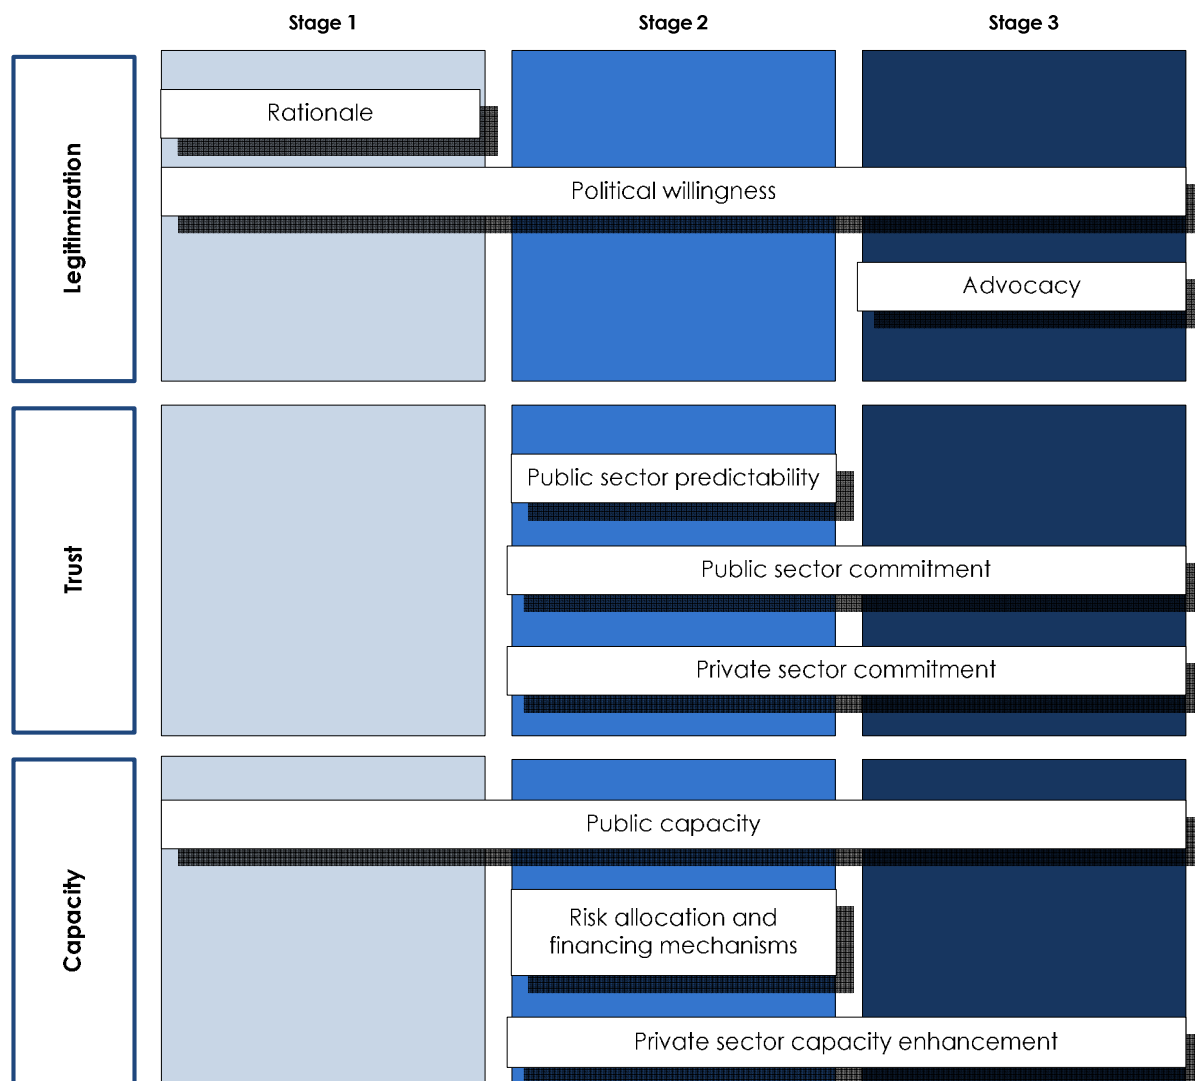 Stage 1
Stage 2
Stage 3
Legitimization
Rationale
Political willingness
Advocacy
Trust
Public sector predictability
Public sector commitment
Private sector commitment
Capacity
Public capacity
Risk allocation and
financing mechanisms
Private sector capacity enhancement